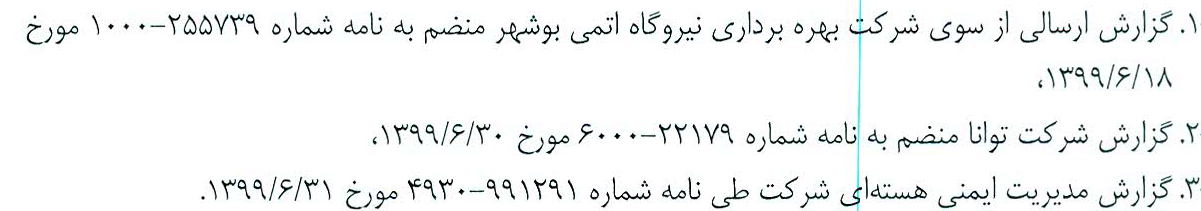 ۱. گزارش ارسالی از سوی شرکت بهره برداری نیروگاه اتمی بوشهر منضم به نامه شماره ۲۵۵۷۳۹-۱۰۰۰ مورخ
۱۳۹۹/۶/۱۸،
۲. گزارش شرکت توانا منضم به نامه شماره ۲۲۱۷۹-۶۰۰۰ مورخ ۱۳۹۹/۶/۳۰،
۳. گزارش مدیریت ایمنی هسته‌ای شرکت طی نامه شماره ۹۹۱۲۹۱-۴۹۳۰ مورخ ۱۳۹۹/۶/۳۱.